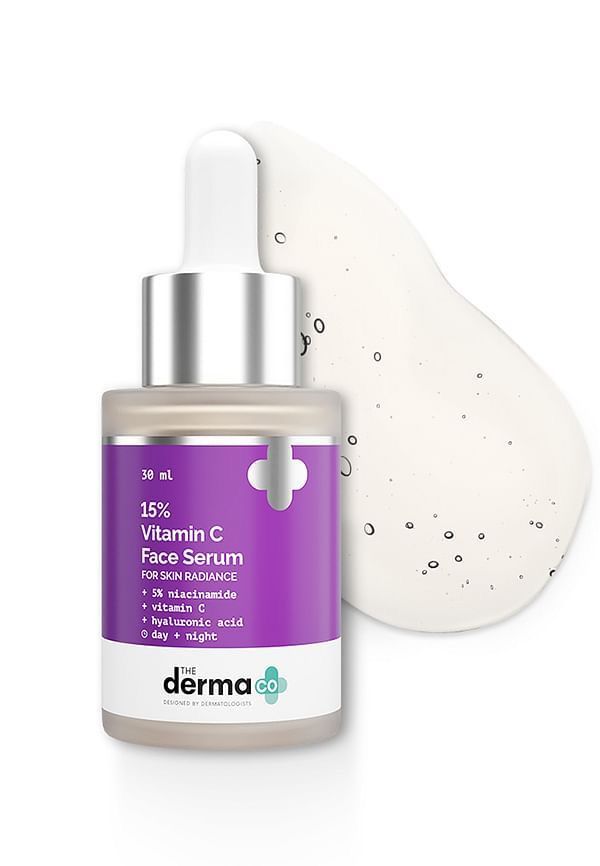 30 ml
15%
Vitamin C
Face Serum
FOR SKIN RADIANCE
+ 5% niacinamide
+ vitamin C
+ hyaluronic acid
day + night
THE
derma co
DESIGNED BY DERMATOLOGISTS